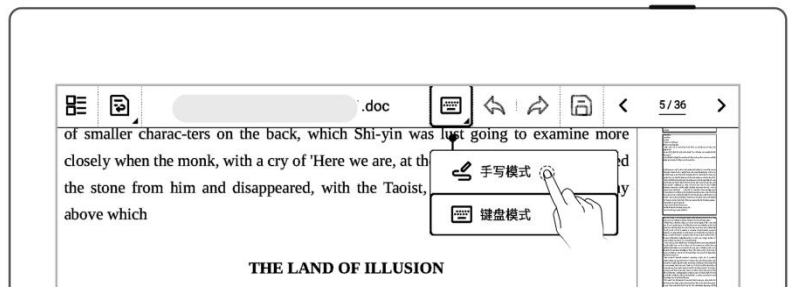 .doc
5 / 36
of smaller charac-ters on the back, which Shi-yin was just going to examine more
closely when the monk, with a cry of 'Here we are, at th
the stone from him and disappeared, with the Taoist,
above which
手写模式
键盘模式
THE LAND OF ILLUSION